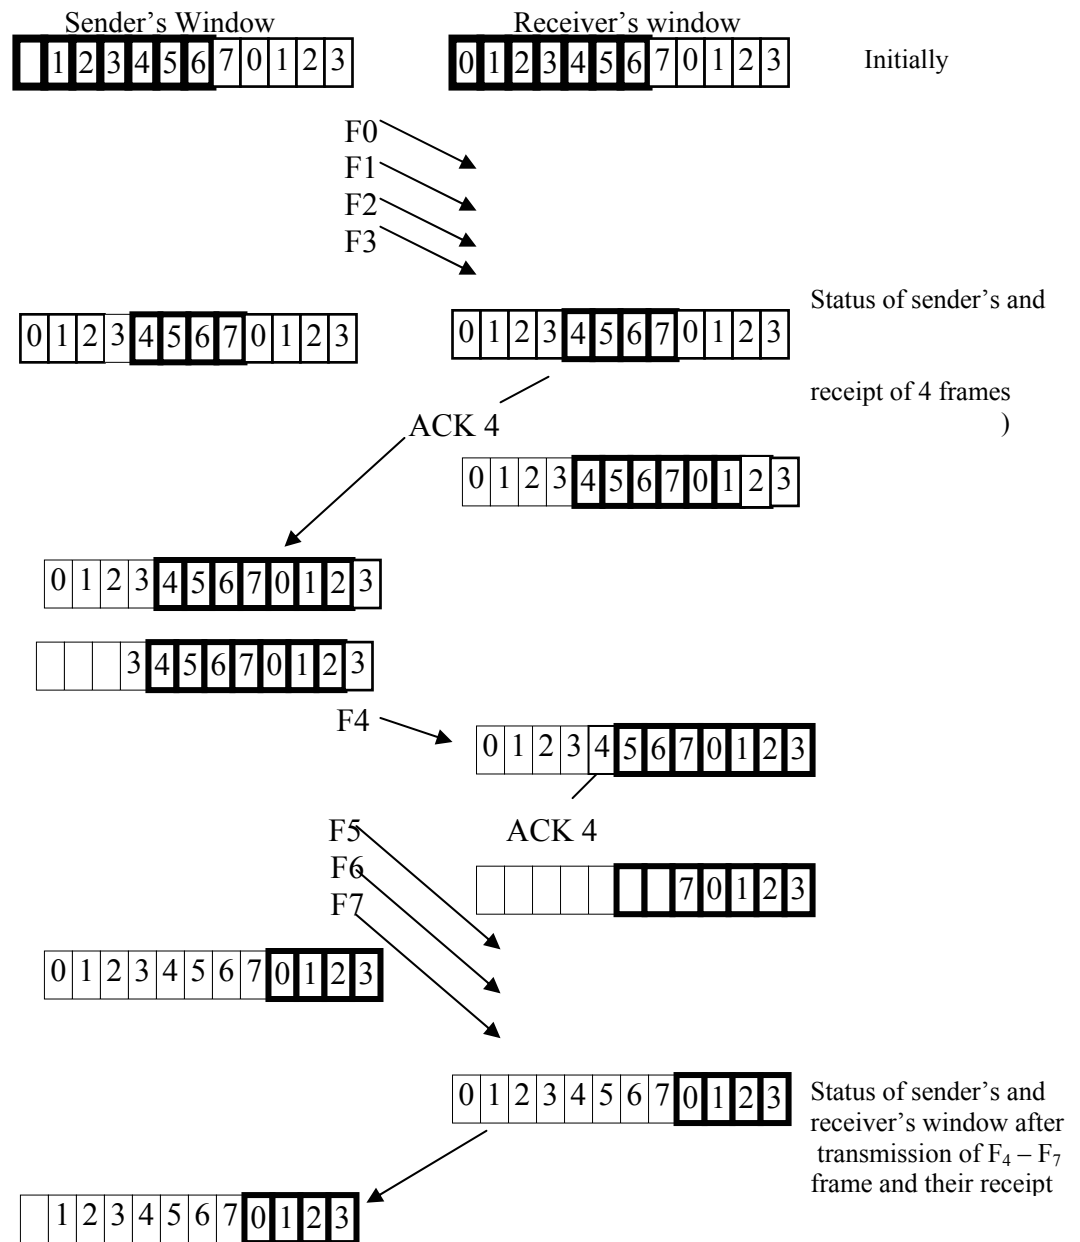 Sender's Window Receiver's window
1 2 3 4 5 6 7 0 1 2 3 0 1 2 3 4 5 6 7 0 1 2 3 Initially
F0
F1
F2
F3
Status of sender's and
0 1 2 3 4 5 6 7 0 1 2 3 0 1 2 3 4 5 6 7 0 1 2 3
receipt of 4 frames
ACK 4 )
0 1 2 3 4 5 6 7 0 1 2 3
0 1 2 3 4 5 6 7 0 1 2 3
3 4 5 6 7 0 1 2 3
F4
0 1 2 3 4 5 6 7 0 1 2 3
F5 ACK 4
F6
7 0 1 2 3
F7
0 1 2 3 4 5 6 7 0 1 2 3
0 1 2 3 4 5 6 7 0 1 2 3 Status of sender's and
receiver's window after
transmission of F4 – F7
frame and their receipt
1 2 3 4 5 6 7 0 1 2 3